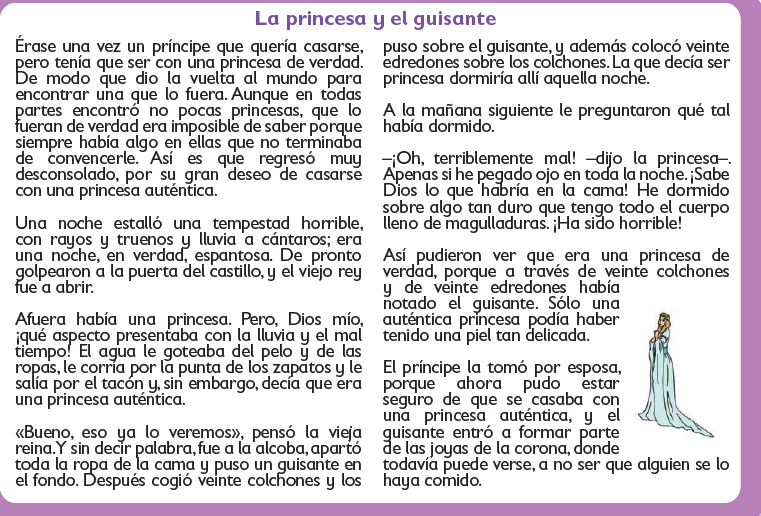 La princesa y el guisante
Érase una vez un príncipe que quería casarse,
pero tenía que ser con una princesa de verdad.
De modo que dio la vuelta al mundo para
encontrar una que lo fuera. Aunque en todas
partes encontró no pocas princesas, que lo
fueran de verdad era imposible de saber porque
siempre había algo en ellas que no terminaba
de convencerle. Así es que regresó muy
desconsolado, por su gran deseo de casarse
con una princesa auténtica.
Una noche estalló una tempestad horrible,
con rayos y truenos y lluvia a cántaros; era
una noche, en verdad, espantosa. De pronto
golpearon a la puerta del castillo, y el viejo rey
fue a abrir.
Afuera había una princesa. Pero, Dios mío,
¡qué aspecto presentaba con la lluvia y el mal
tiempo! El agua le goteaba del pelo y de las
ropas, le corría por la punta de los zapatos y le
salía por el tacón y, sin embargo, decía que era
una princesa auténtica.
«Bueno, eso ya lo veremos», pensó la vieja
reina. Y sin decir palabra, fue a la alcoba, apartó
toda la ropa de la cama y puso un guisante en
el fondo. Después cogió veinte colchones y los
puso sobre el guisante, y además colocó veinte
edredones sobre los colchones. La que decía ser
princesa dormiría allí aquella noche.
A la mañana siguiente le preguntaron qué tal
había dormido.
–¡Oh, terriblemente mal! –dijo la princesa–.
Apenas si he pegado ojo en toda la noche. ¡Sabe
Dios lo que habría en la cama! He dormido
sobre algo tan duro que tengo todo el cuerpo
lleno de magulladuras. ¡Ha sido horrible!
Así pudieron ver que era una princesa de
verdad, porque a través de veinte colchones
y de veinte edredones había
notado el guisante. Sólo una
auténtica princesa podía haber
tenido una piel tan delicada.
El príncipe la tomó por esposa,
porque ahora pudo estar
seguro de que se casaba con
una princesa auténtica, y el
guisante entró a formar parte
de las joyas de la corona, donde
todavía puede verse, a no ser que alguien se lo
haya comido.